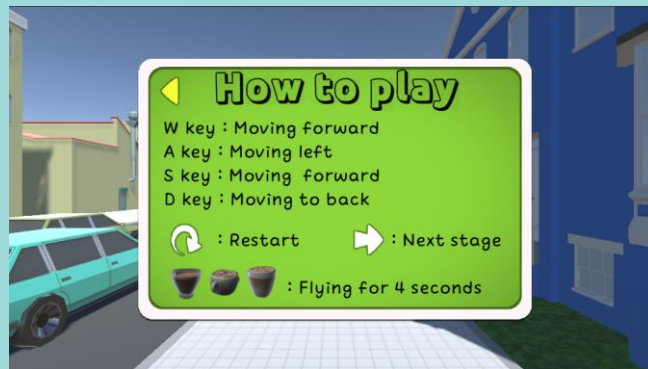 How to play
W key : Moving forward
A key : Moving left
S key : Moving forward
D key : Moving to back
: Restart : Next stage
: Flying for 4 seconds